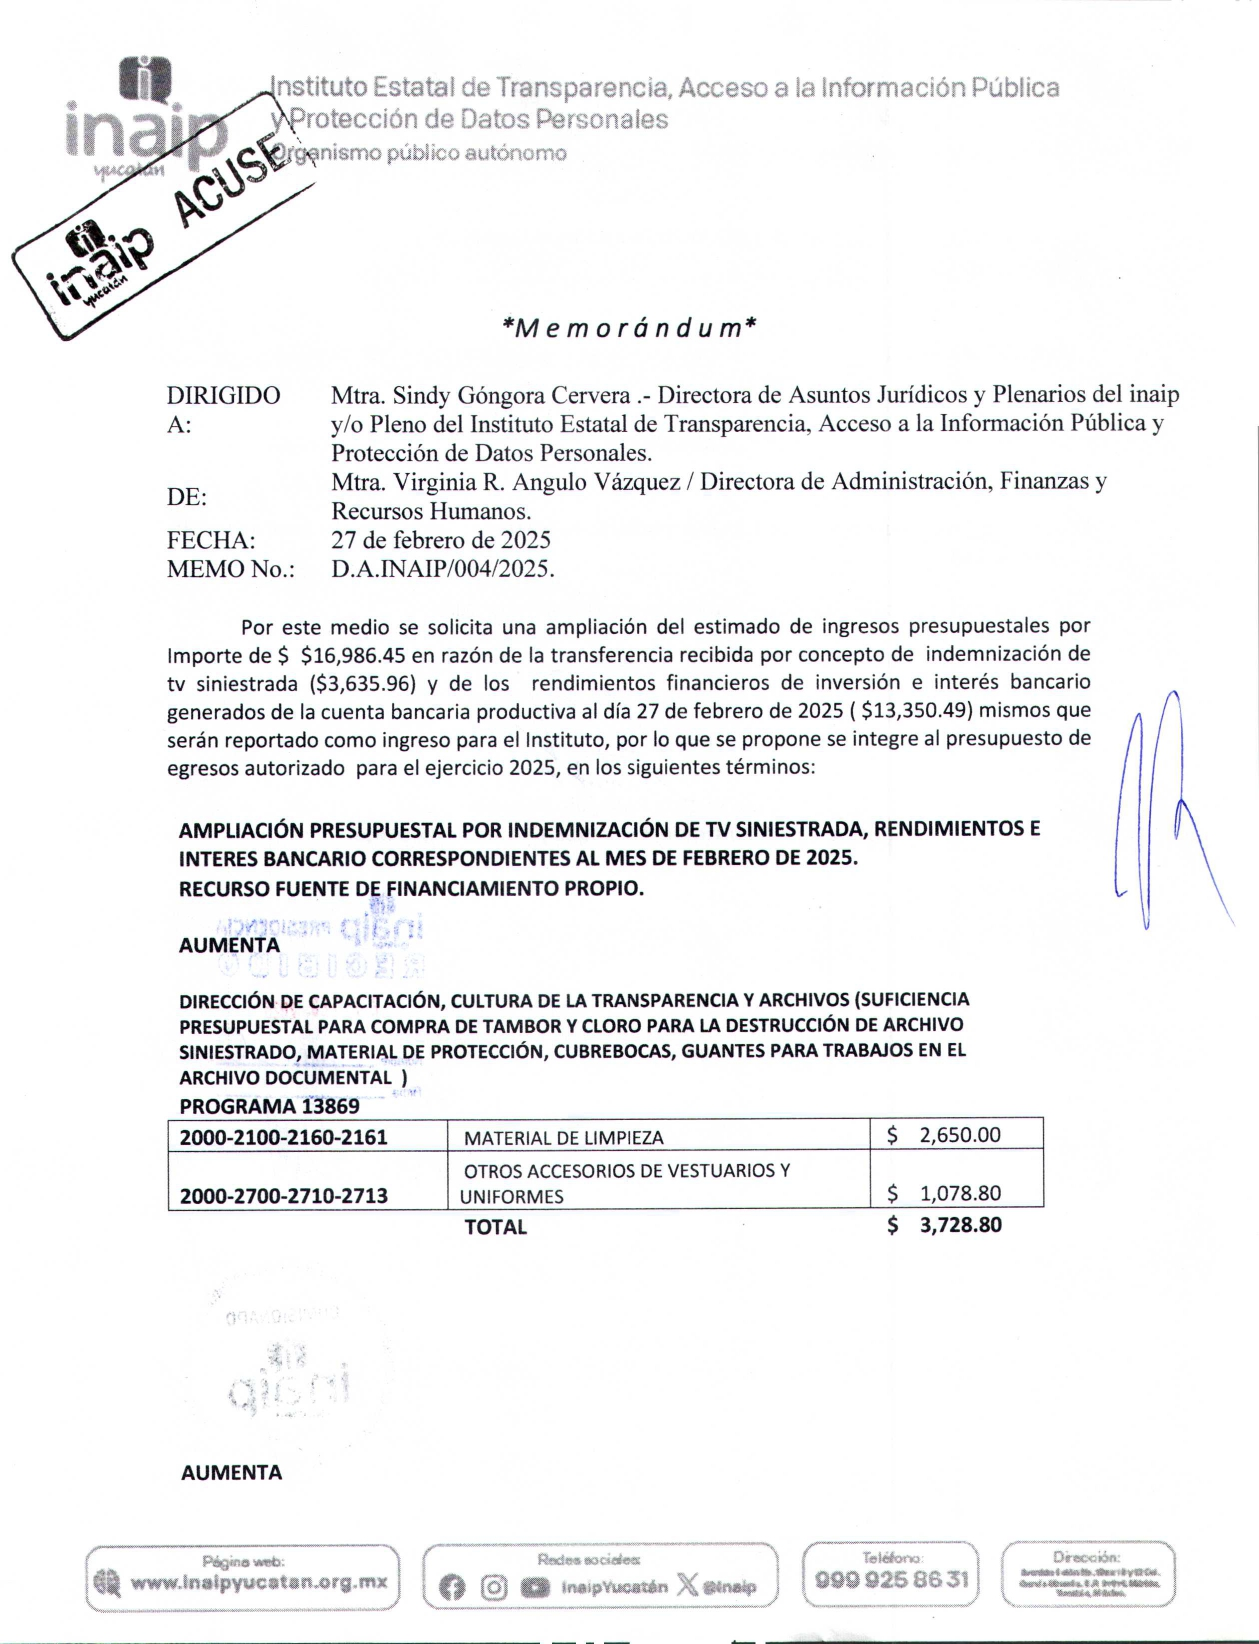 inaip
yucatán
Instituto Estatal de Transparencia, Acceso a la Información Pública
y Protección de Datos Personales
Organismo público autónomo
ACUSE
inaip
yucatán
*Memorándum*
DIRIGIDO A: Mtra. Sindy Góngora Cervera .- Directora de Asuntos Jurídicos y Plenarios del inaip
y/o Pleno del Instituto Estatal de Transparencia, Acceso a la Información Pública y
Protección de Datos Personales.
DE: Mtra. Virginia R. Angulo Vázquez / Directora de Administración, Finanzas y
Recursos Humanos.
FECHA: 27 de febrero de 2025
MEMO No.: D.A.INAIP/004/2025.
Por este medio se solicita una ampliación del estimado de ingresos presupuestales por
Importe de $ $16,986.45 en razón de la transferencia recibida por concepto de indemnización de
tv siniestrada ($3,635.96) y de los rendimientos financieros de inversión e interés bancario
generados de la cuenta bancaria productiva al día 27 de febrero de 2025 ( $13,350.49) mismos que
serán reportado como ingreso para el Instituto, por lo que se propone se integre al presupuesto de
egresos autorizado para el ejercicio 2025, en los siguientes términos:
AMPLIACIÓN PRESUPUESTAL POR INDEMNIZACIÓN DE TV SINIESTRADA, RENDIMIENTOS E
INTERES BANCARIO CORRESPONDIENTES AL MES DE FEBRERO DE 2025.
RECURSO FUENTE DE FINANCIAMIENTO PROPIO.
AUMENTA
DIRECCIÓN DE CAPACITACIÓN, CULTURA DE LA TRANSPARENCIA Y ARCHIVOS (SUFICIENCIA
PRESUPUESTAL PARA COMPRA DE TAMBOR Y CLORO PARA LA DESTRUCCIÓN DE ARCHIVO
SINIESTRADO, MATERIAL DE PROTECCIÓN, CUBREBOCAS, GUANTES PARA TRABAJOS EN EL
ARCHIVO DOCUMENTAL )
PROGRAMA 13869
2000-2100-2160-2161 MATERIAL DE LIMPIEZA $ 2,650.00
2000-2700-2710-2713 OTROS ACCESORIOS DE VESTUARIOS Y
UNIFORMES $ 1,078.80
TOTAL $ 3,728.80
AUMENTA
Página web:
www.inaipyucatan.org.mx
Redes sociales:
InaipYucatán @Inaip
Teléfono:
999 925 86 31
Dirección: